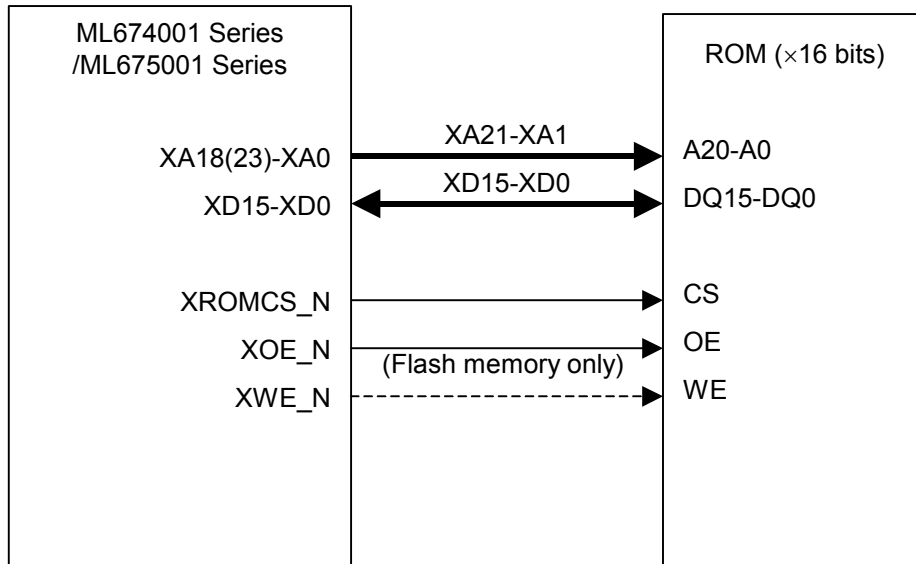 ML674001 Series
/ML675001 Series
ROM (×16 bits)
XA18(23)-XA0
XA21-XA1
A20-A0
XD15-XD0
XD15-XD0
DQ15-DQ0
XROMCS_N
CS
XOE_N
OE
(Flash memory only)
XWE_N
WE